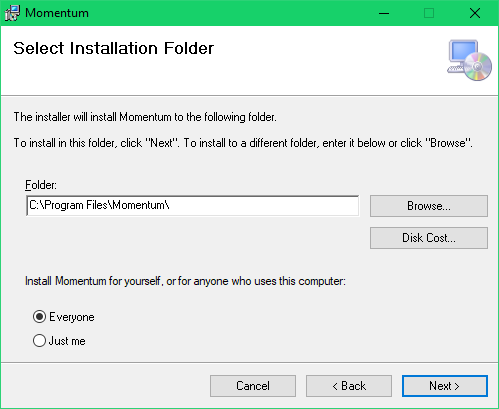 Momentum
Select Installation Folder
The installer will install Momentum to the following folder.
To install in this folder, click "Next". To install to a different folder, enter it below or click "Browse".
Folder:
C:\Program Files\Momentum\
Browse...
Disk Cost...
Install Momentum for yourself, or for anyone who uses this computer:
Everyone
Just me
Cancel
< Back
Next >